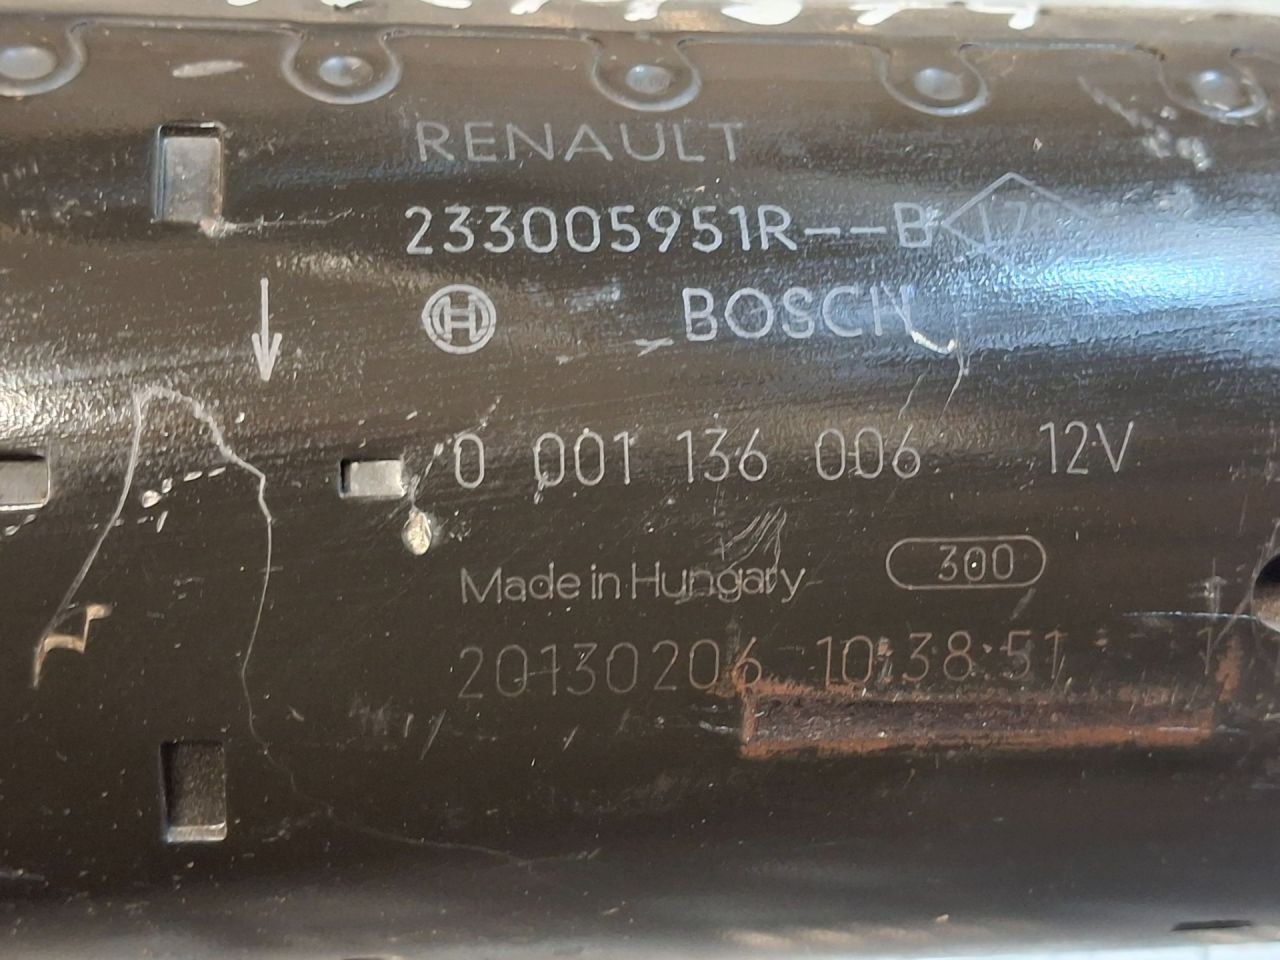 RENAULT
233005951R--B
BOSCH
0 001 136 006 12V
Made in Hungary
300
20130206 10:38:51